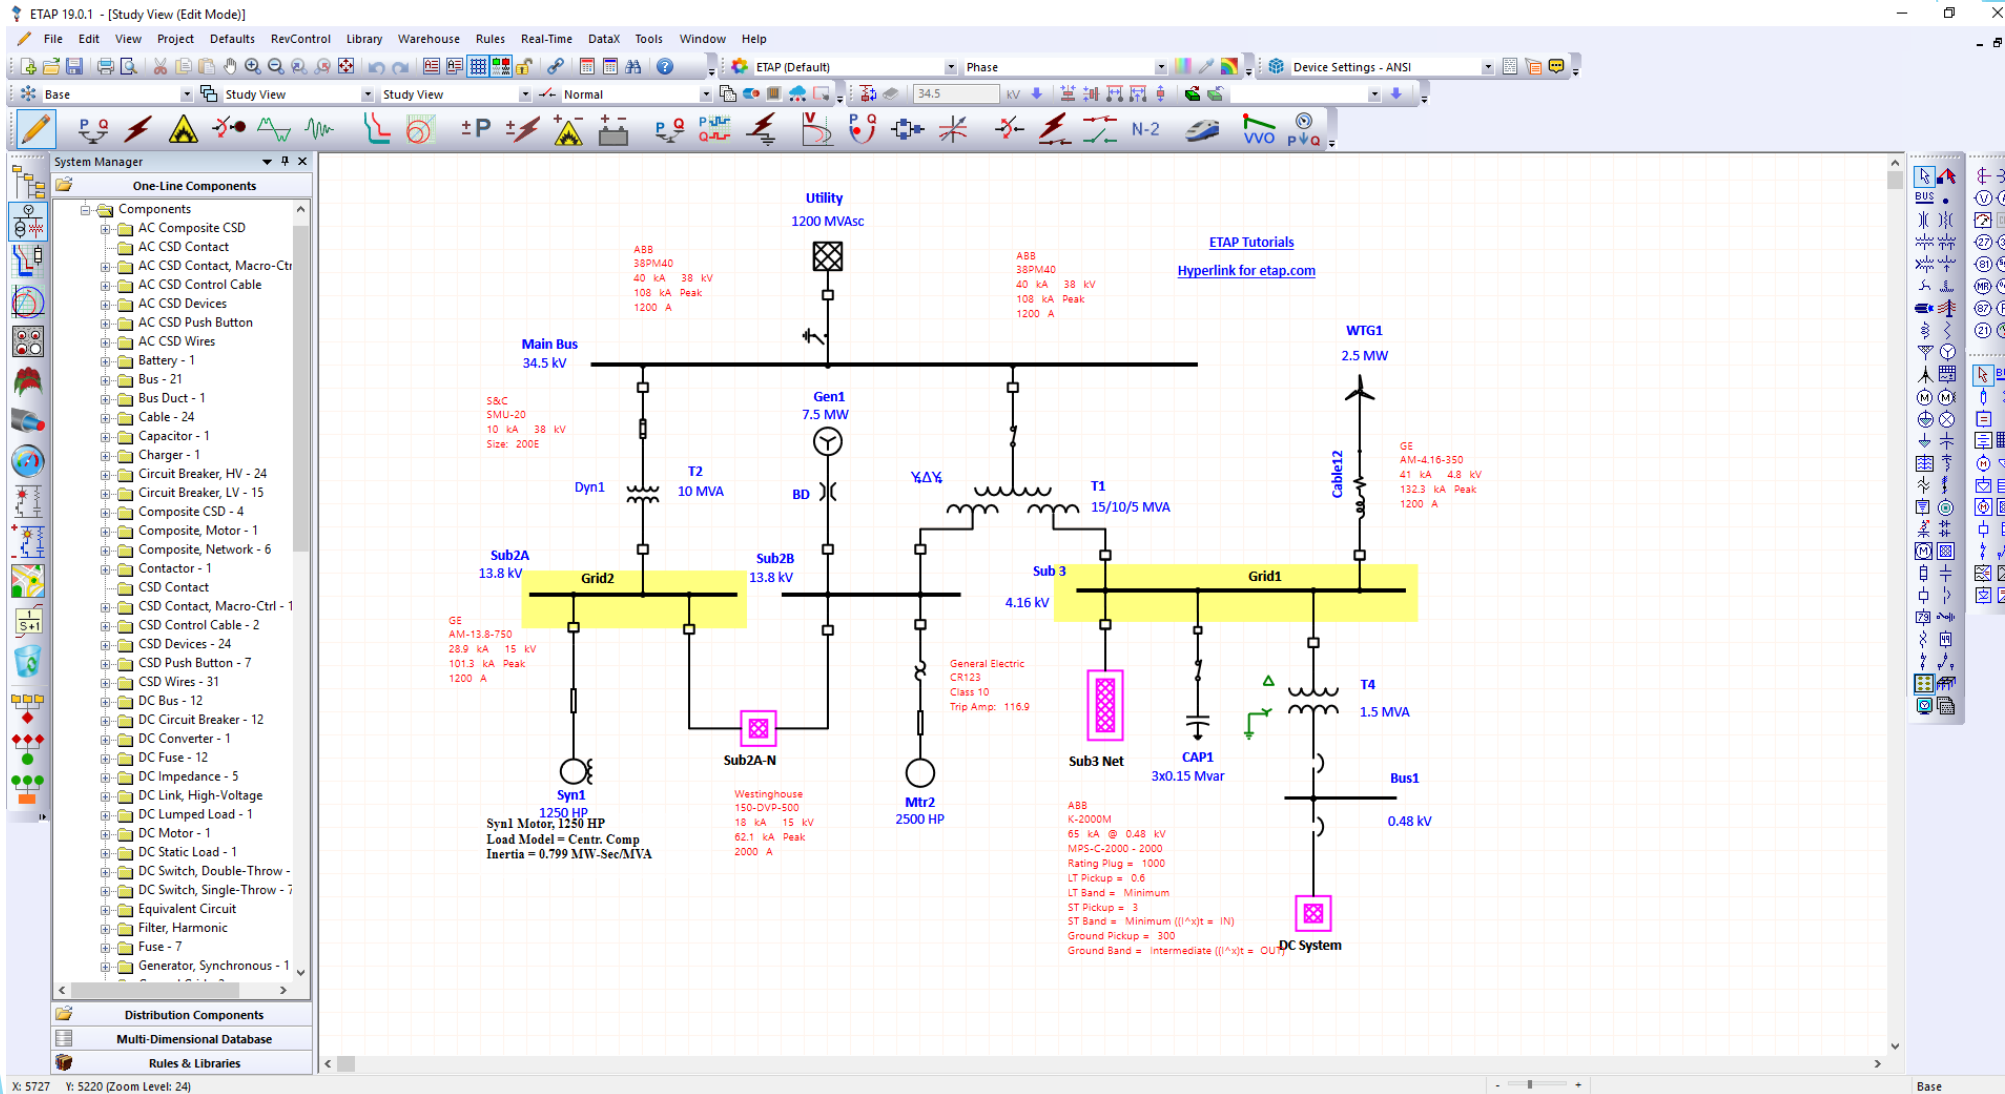 ETAP 19.0.1 - [Study View (Edit Mode)]
File Edit View Project Defaults RevControl Library Warehouse Rules Real-Time DataX Tools Window Help
ETAP (Default) Phase Device Settings - ANSI
Base Study View Study View Normal 34.5 kV
N-2 VVO
System Manager
One-Line Components
Components
AC Composite CSD
AC CSD Contact
AC CSD Contact, Macro-Ctr
AC CSD Control Cable
AC CSD Devices
AC CSD Push Button
AC CSD Wires
Battery - 1
Bus - 21
Bus Duct - 1
Cable - 24
Capacitor - 1
Charger - 1
Circuit Breaker, HV - 24
Circuit Breaker, LV - 15
Composite CSD - 4
Composite, Motor - 1
Composite, Network - 6
Contactor - 1
CSD Contact
CSD Contact, Macro-Ctrl - 1
CSD Control Cable - 2
CSD Devices - 24
CSD Push Button - 7
CSD Wires - 31
DC Bus - 12
DC Circuit Breaker - 12
DC Converter - 1
DC Fuse - 12
DC Impedance - 5
DC Link, High-Voltage
DC Lumped Load - 1
DC Motor - 1
DC Static Load - 1
DC Switch, Double-Throw -
DC Switch, Single-Throw - 7
Equivalent Circuit
Filter, Harmonic
Fuse - 7
Generator, Synchronous - 1
Distribution Components
Multi-Dimensional Database
Rules & Libraries
Utility
1200 MVAsc
ABB
38PM40
40 kA 38 kV
108 kA Peak
1200 A
ABB
38PM40
40 kA 38 kV
108 kA Peak
1200 A
ETAP Tutorials
Hyperlink for etap.com
Main Bus
34.5 kV
WTG1
2.5 MW
S&C
SMU-20
10 kA 38 kV
Size: 200E
Gen1
7.5 MW
Dyn1
T2
10 MVA
BD
T1
15/10/5 MVA
Cable12
GE
AM-4.16-350
41 kA 4.8 kV
132.3 kA Peak
1200 A
Sub2A
13.8 kV
Grid2
Sub2B
13.8 kV
Sub 3
4.16 kV
Grid1
GE
AM-13.8-750
28.9 kA 15 kV
101.3 kA Peak
1200 A
General Electric
CR123
Class 10
Trip Amp: 116.9
T4
1.5 MVA
Sub2A-N
Sub3 Net
CAP1
3x0.15 Mvar
Bus1
0.48 kV
Syn1
1250 HP
Syn1 Motor, 1250 HP
Load Model = Centr. Comp
Inertia = 0.799 MW-Sec/MVA
Westinghouse
150-DVP-500
18 kA 15 kV
62.1 kA Peak
2000 A
Mtr2
2500 HP
ABB
K-2000M
65 kA @ 0.48 kV
MPS-C-2000 - 2000
Rating Plug = 1000
LT Pickup = 0.6
LT Band = Minimum
ST Pickup = 3
ST Band = Minimum ((I^x)t = IN)
Ground Pickup = 300
Ground Band = Intermediate ((I^x)t = OUT)
DC System
X: 5727 Y: 5220 (Zoom Level: 24)
Base